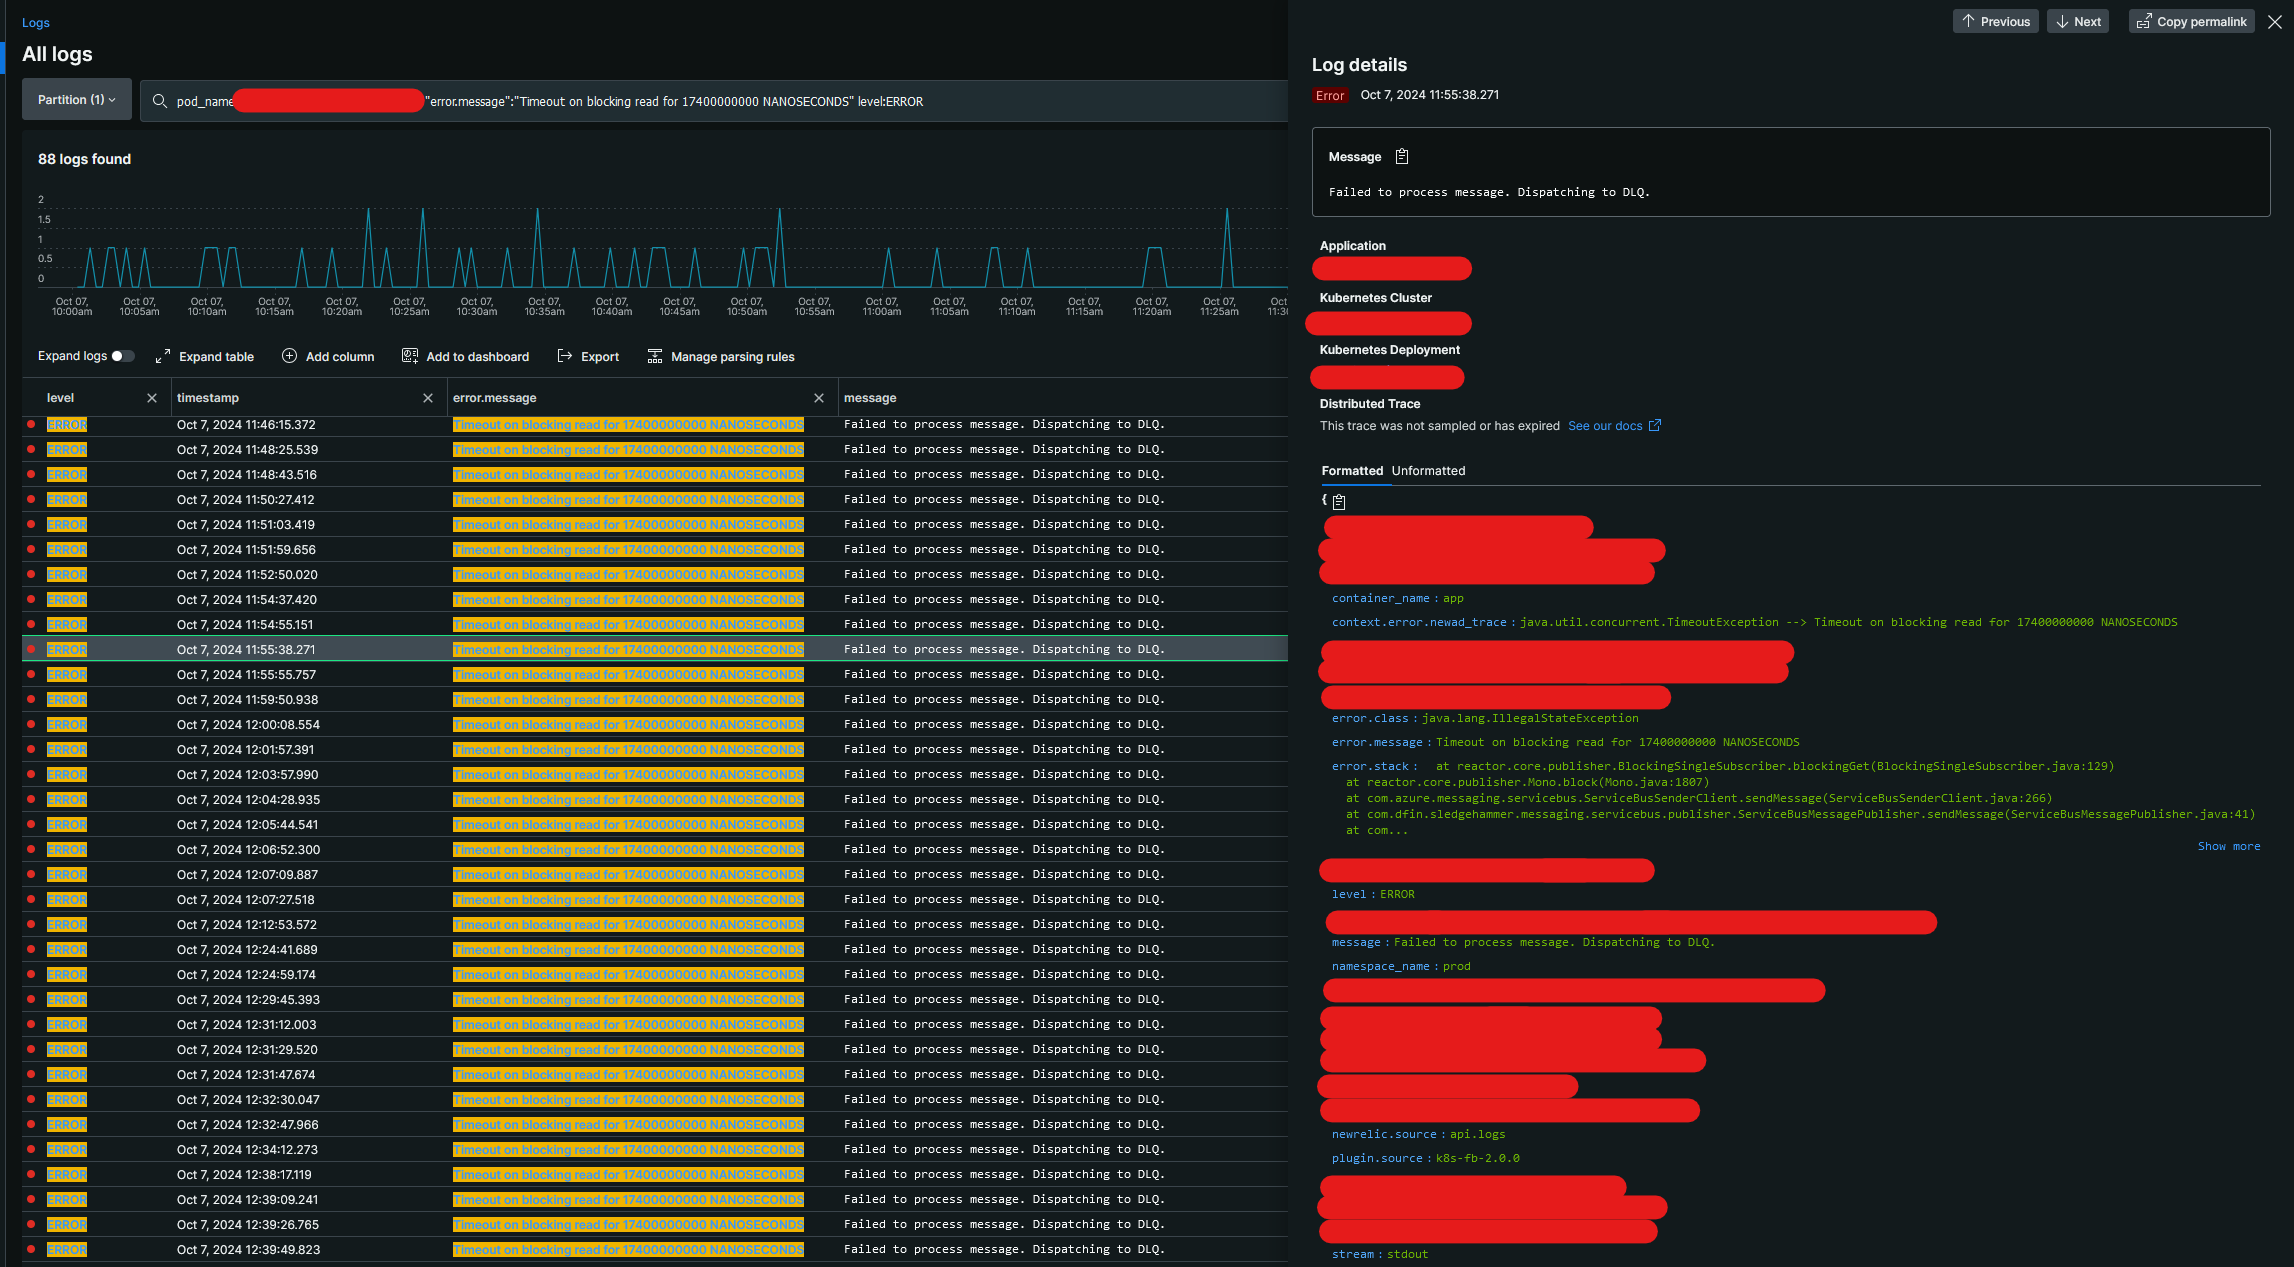 Logs
All logs
Partition (1)
pod_name "error.message":"Timeout on blocking read for 17400000000 NANOSECONDS" level:ERROR
88 logs found
2
1.5
1
0.5
0
Oct 07, 10:00am
Oct 07, 10:05am
Oct 07, 10:10am
Oct 07, 10:15am
Oct 07, 10:20am
Oct 07, 10:25am
Oct 07, 10:30am
Oct 07, 10:35am
Oct 07, 10:40am
Oct 07, 10:45am
Oct 07, 10:50am
Oct 07, 10:55am
Oct 07, 11:00am
Oct 07, 11:05am
Oct 07, 11:10am
Oct 07, 11:15am
Oct 07, 11:20am
Oct 07, 11:25am
Expand logs Expand table Add column Add to dashboard Export Manage parsing rules
level timestamp error.message message
ERROR Oct 7, 2024 11:46:15.372 Timeout on blocking read for 17400000000 NANOSECONDS Failed to process message. Dispatching to DLQ.
ERROR Oct 7, 2024 11:48:25.539 Timeout on blocking read for 17400000000 NANOSECONDS Failed to process message. Dispatching to DLQ.
ERROR Oct 7, 2024 11:48:43.516 Timeout on blocking read for 17400000000 NANOSECONDS Failed to process message. Dispatching to DLQ.
ERROR Oct 7, 2024 11:50:27.412 Timeout on blocking read for 17400000000 NANOSECONDS Failed to process message. Dispatching to DLQ.
ERROR Oct 7, 2024 11:51:03.419 Timeout on blocking read for 17400000000 NANOSECONDS Failed to process message. Dispatching to DLQ.
ERROR Oct 7, 2024 11:51:59.656 Timeout on blocking read for 17400000000 NANOSECONDS Failed to process message. Dispatching to DLQ.
ERROR Oct 7, 2024 11:52:50.020 Timeout on blocking read for 17400000000 NANOSECONDS Failed to process message. Dispatching to DLQ.
ERROR Oct 7, 2024 11:54:37.420 Timeout on blocking read for 17400000000 NANOSECONDS Failed to process message. Dispatching to DLQ.
ERROR Oct 7, 2024 11:54:55.151 Timeout on blocking read for 17400000000 NANOSECONDS Failed to process message. Dispatching to DLQ.
ERROR Oct 7, 2024 11:55:38.271 Timeout on blocking read for 17400000000 NANOSECONDS Failed to process message. Dispatching to DLQ.
ERROR Oct 7, 2024 11:55:55.757 Timeout on blocking read for 17400000000 NANOSECONDS Failed to process message. Dispatching to DLQ.
ERROR Oct 7, 2024 11:59:50.938 Timeout on blocking read for 17400000000 NANOSECONDS Failed to process message. Dispatching to DLQ.
ERROR Oct 7, 2024 12:00:08.554 Timeout on blocking read for 17400000000 NANOSECONDS Failed to process message. Dispatching to DLQ.
ERROR Oct 7, 2024 12:01:57.391 Timeout on blocking read for 17400000000 NANOSECONDS Failed to process message. Dispatching to DLQ.
ERROR Oct 7, 2024 12:03:57.990 Timeout on blocking read for 17400000000 NANOSECONDS Failed to process message. Dispatching to DLQ.
ERROR Oct 7, 2024 12:04:28.935 Timeout on blocking read for 17400000000 NANOSECONDS Failed to process message. Dispatching to DLQ.
ERROR Oct 7, 2024 12:05:44.541 Timeout on blocking read for 17400000000 NANOSECONDS Failed to process message. Dispatching to DLQ.
ERROR Oct 7, 2024 12:06:52.300 Timeout on blocking read for 17400000000 NANOSECONDS Failed to process message. Dispatching to DLQ.
ERROR Oct 7, 2024 12:07:09.887 Timeout on blocking read for 17400000000 NANOSECONDS Failed to process message. Dispatching to DLQ.
ERROR Oct 7, 2024 12:07:27.518 Timeout on blocking read for 17400000000 NANOSECONDS Failed to process message. Dispatching to DLQ.
ERROR Oct 7, 2024 12:12:53.572 Timeout on blocking read for 17400000000 NANOSECONDS Failed to process message. Dispatching to DLQ.
ERROR Oct 7, 2024 12:24:41.689 Timeout on blocking read for 17400000000 NANOSECONDS Failed to process message. Dispatching to DLQ.
ERROR Oct 7, 2024 12:24:59.174 Timeout on blocking read for 17400000000 NANOSECONDS Failed to process message. Dispatching to DLQ.
ERROR Oct 7, 2024 12:29:45.393 Timeout on blocking read for 17400000000 NANOSECONDS Failed to process message. Dispatching to DLQ.
ERROR Oct 7, 2024 12:31:12.003 Timeout on blocking read for 17400000000 NANOSECONDS Failed to process message. Dispatching to DLQ.
ERROR Oct 7, 2024 12:31:29.520 Timeout on blocking read for 17400000000 NANOSECONDS Failed to process message. Dispatching to DLQ.
ERROR Oct 7, 2024 12:31:47.674 Timeout on blocking read for 17400000000 NANOSECONDS Failed to process message. Dispatching to DLQ.
ERROR Oct 7, 2024 12:32:30.047 Timeout on blocking read for 17400000000 NANOSECONDS Failed to process message. Dispatching to DLQ.
ERROR Oct 7, 2024 12:32:47.966 Timeout on blocking read for 17400000000 NANOSECONDS Failed to process message. Dispatching to DLQ.
ERROR Oct 7, 2024 12:34:12.273 Timeout on blocking read for 17400000000 NANOSECONDS Failed to process message. Dispatching to DLQ.
ERROR Oct 7, 2024 12:38:17.119 Timeout on blocking read for 17400000000 NANOSECONDS Failed to process message. Dispatching to DLQ.
ERROR Oct 7, 2024 12:39:09.241 Timeout on blocking read for 17400000000 NANOSECONDS Failed to process message. Dispatching to DLQ.
ERROR Oct 7, 2024 12:39:26.765 Timeout on blocking read for 17400000000 NANOSECONDS Failed to process message. Dispatching to DLQ.
ERROR Oct 7, 2024 12:39:49.823 Timeout on blocking read for 17400000000 NANOSECONDS Failed to process message. Dispatching to DLQ.
Previous Next Copy permalink
Log details
Error Oct 7, 2024 11:55:38.271
Message
Failed to process message. Dispatching to DLQ.
Application
Kubernetes Cluster
Kubernetes Deployment
Distributed Trace
This trace was not sampled or has expired See our docs
Formatted Unformatted
{
container_name : app
context.error.newad_trace : java.util.concurrent.TimeoutException --> Timeout on blocking read for 17400000000 NANOSECONDS
error.class : java.lang.IllegalStateException
error.message : Timeout on blocking read for 17400000000 NANOSECONDS
error.stack : at reactor.core.publisher.BlockingSingleSubscriber.blockingGet(BlockingSingleSubscriber.java:129)
at reactor.core.publisher.Mono.block(Mono.java:1807)
at com.azure.messaging.servicebus.ServiceBusSenderClient.sendMessage(ServiceBusSenderClient.java:266)
at com.dfin.sledgehammer.messaging.servicebus.publisher.ServiceBusMessagePublisher.sendMessage(ServiceBusMessagePublisher.java:41)
at com...
Show more
level : ERROR
message : Failed to process message. Dispatching to DLQ.
namespace_name : prod
newrelic.source : api.logs
plugin.source : k8s-fb-2.0.0
stream : stdout